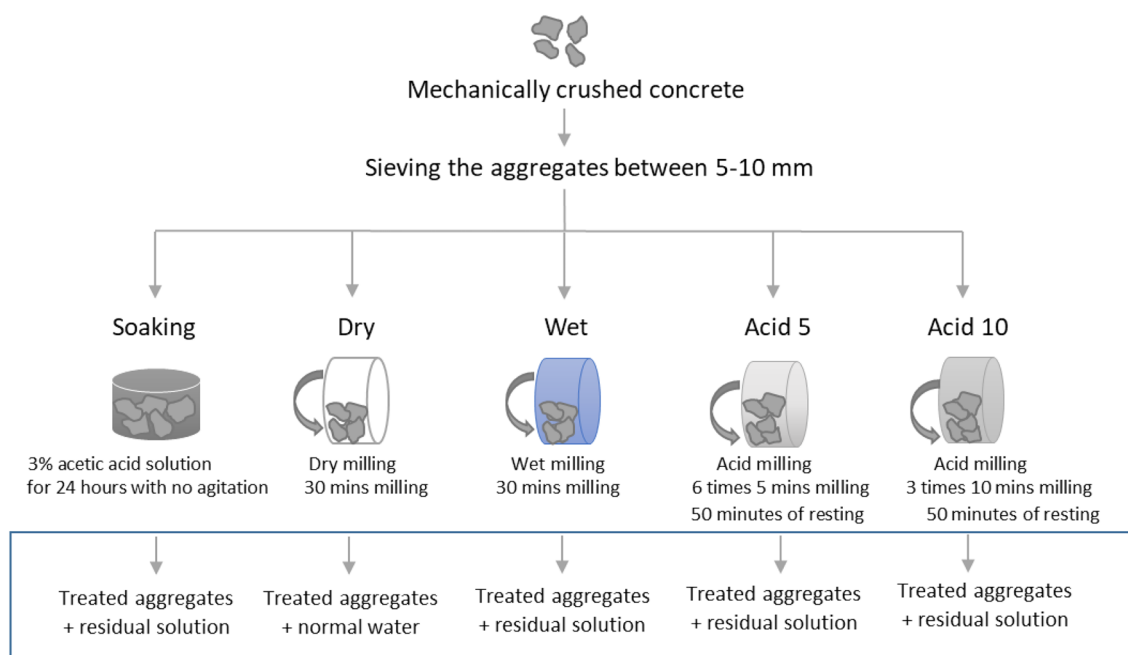 Mechanically crushed concrete
Sieving the aggregates between 5-10 mm
Soaking
Dry
Wet
Acid 5
Acid 10
3% acetic acid solution
for 24 hours with no agitation
Dry milling
30 mins milling
Wet milling
30 mins milling
Acid milling
6 times 5 mins milling
50 minutes of resting
Acid milling
3 times 10 mins milling
50 minutes of resting
Treated aggregates
+ residual solution
Treated aggregates
+ normal water
Treated aggregates
+ residual solution
Treated aggregates
+ residual solution
Treated aggregates
+ residual solution